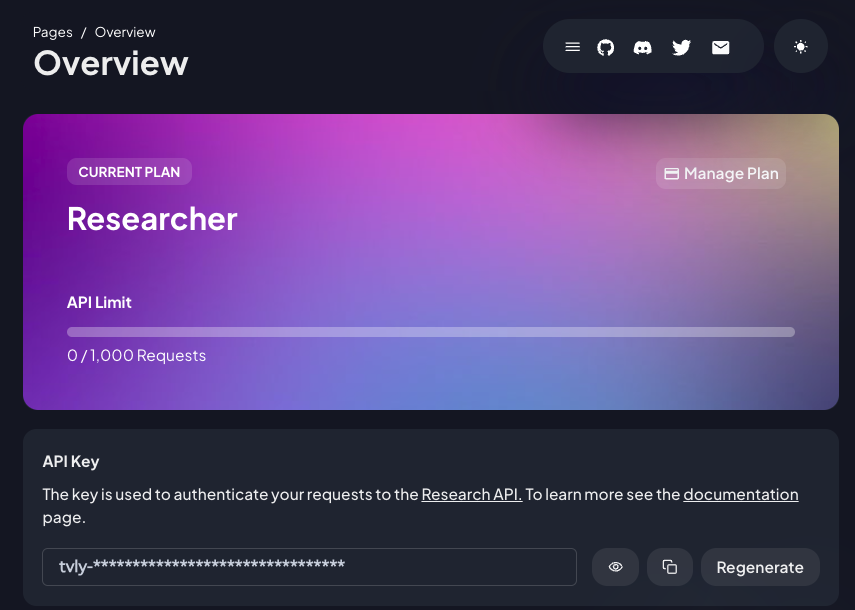 Pages / Overview
Overview
CURRENT PLAN
Manage Plan
Researcher
API Limit
0 / 1,000 Requests
API Key
The key is used to authenticate your requests to the Research API. To learn more see the documentation
page.
tvly-********************************
Regenerate